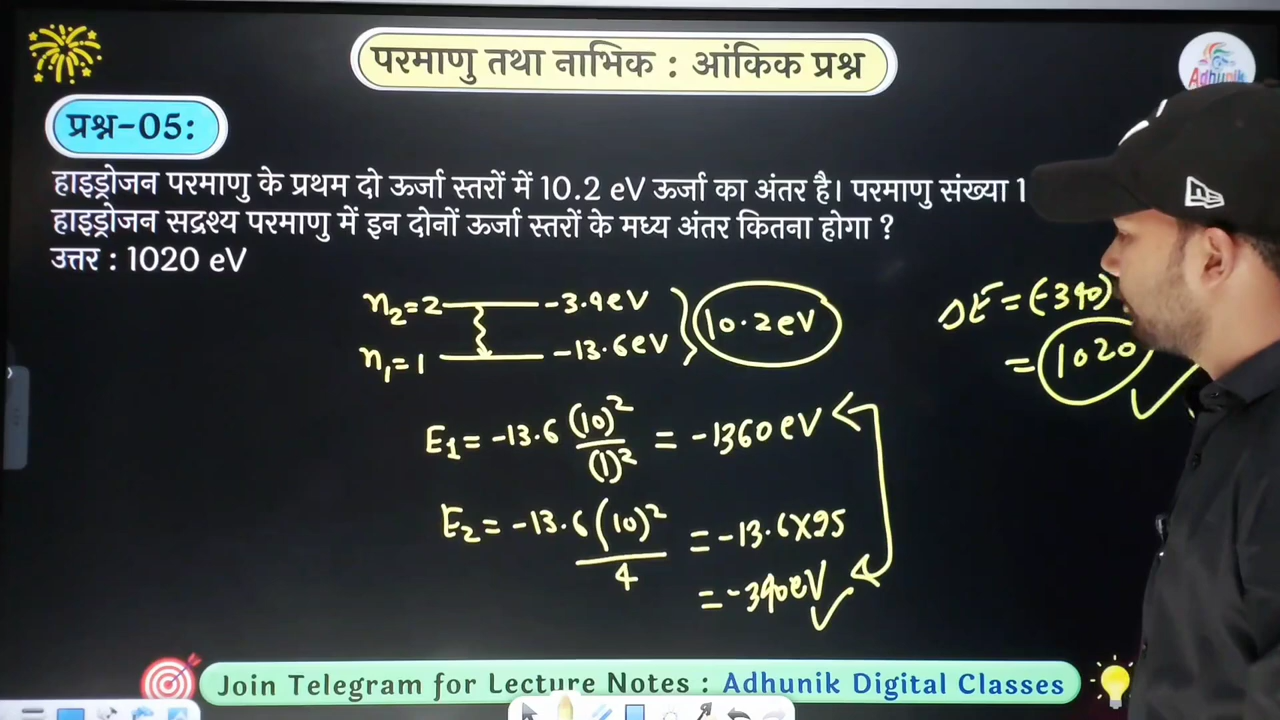 परमाणु तथा नाभिक : आंकिक प्रश्न
Adhunik
प्रश्न-05:
हाइड्रोजन परमाणु के प्रथम दो ऊर्जा स्तरों में 10.2 eV ऊर्जा का अंतर है। परमाणु संख्या 1
हाइड्रोजन सद्रश्य परमाणु में इन दोनों ऊर्जा स्तरों के मध्य अंतर कितना होगा ?
उत्तर : 1020 eV
n₂=2 -3.4eV
n₁=1 -13.6eV
10.2eV
ΔE = (-340)
= 1020
E₁ = -13.6 (10)²/(1)² = -1360eV
E₂ = -13.6 (10)²/4 = -13.6×25
= -340eV
Join Telegram for Lecture Notes : Adhunik Digital Classes